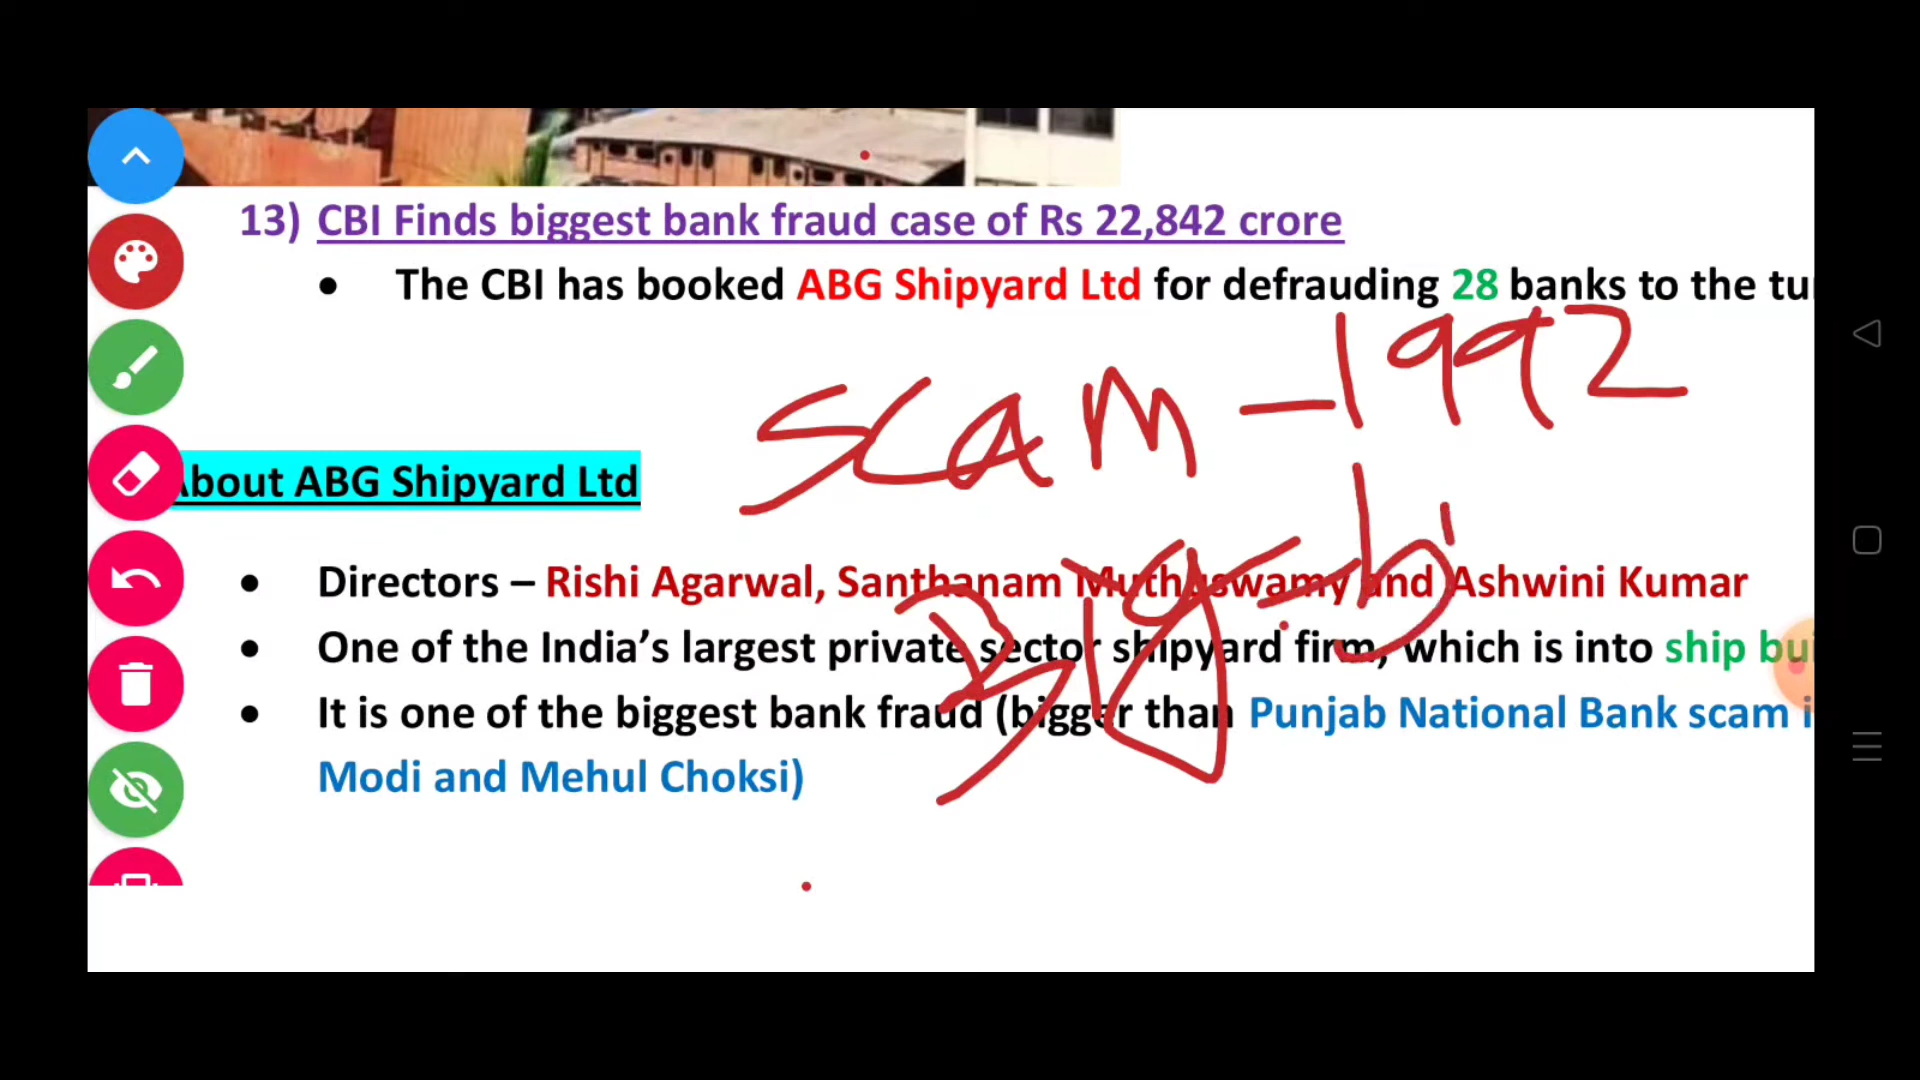 13) CBI Finds biggest bank fraud case of Rs 22,842 crore
• The CBI has booked ABG Shipyard Ltd for defrauding 28 banks to the tu
scam - 1992
About ABG Shipyard Ltd
Big-b
• Directors – Rishi Agarwal, Santhanam Muthuswamy and Ashwini Kumar
• One of the India's largest private sector shipyard firm, which is into ship bui
• It is one of the biggest bank fraud (bigger than Punjab National Bank scam i
Modi and Mehul Choksi)